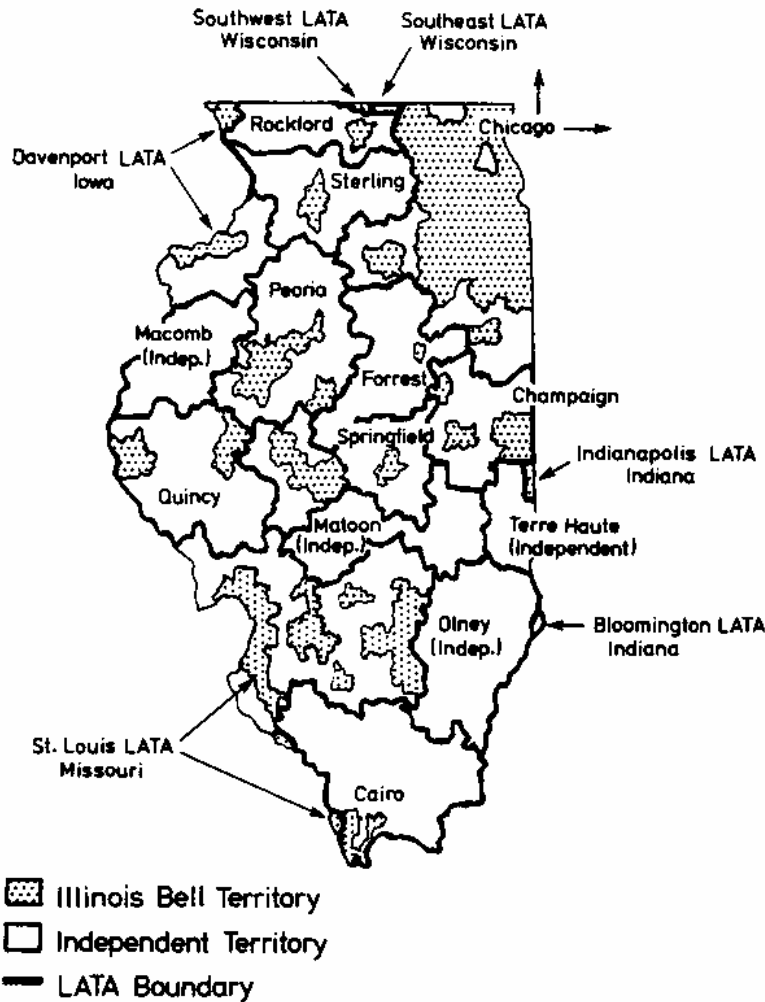 Southwest LATA
Wisconsin
Southeast LATA
Wisconsin
Rockford
Chicago
Davenport LATA
Iowa
Sterling
Peoria
Macomb
(Indep.)
Forrest
Champaign
Springfield
Indianapolis LATA
Indiana
Quincy
Matoon
(Indep.)
Terre Haute
(Independent)
Olney
(Indep.)
Bloomington LATA
Indiana
St. Louis LATA
Missouri
Cairo
Illinois Bell Territory
Independent Territory
LATA Boundary